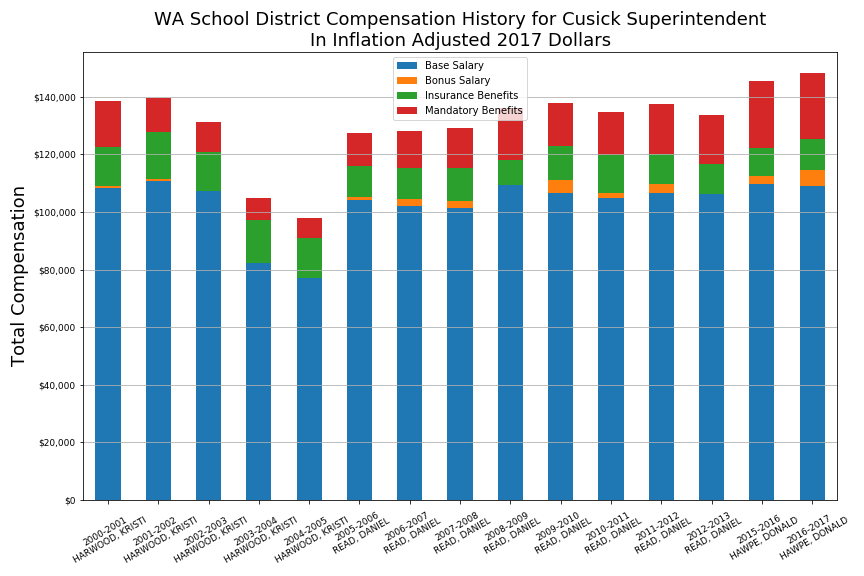 WA School District Compensation History for Cusick Superintendent
In Inflation Adjusted 2017 Dollars
Base Salary
Bonus Salary
Insurance Benefits
Mandatory Benefits
Total Compensation
$140,000
$120,000
$100,000
$80,000
$60,000
$40,000
$20,000
$0
2000-2001
HARWOOD, KRISTI
2001-2002
HARWOOD, KRISTI
2002-2003
HARWOOD, KRISTI
2003-2004
HARWOOD, KRISTI
2004-2005
HARWOOD, KRISTI
2005-2006
READ, DANIEL
2006-2007
READ, DANIEL
2007-2008
READ, DANIEL
2008-2009
READ, DANIEL
2009-2010
READ, DANIEL
2010-2011
READ, DANIEL
2011-2012
READ, DANIEL
2012-2013
READ, DANIEL
2015-2016
HAWPE, DONALD
2016-2017
HAWPE, DONALD